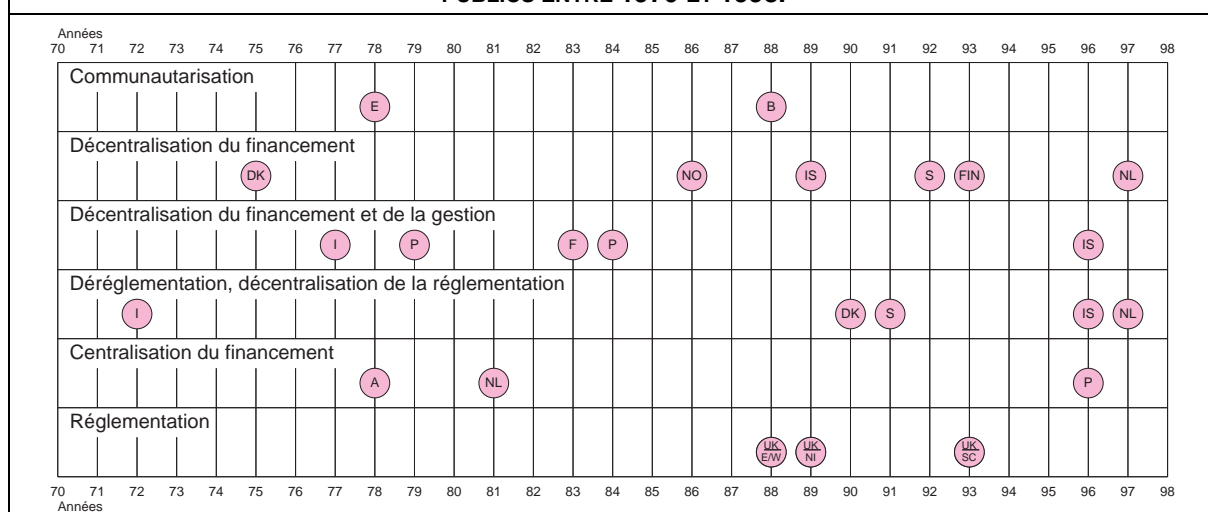 PUBLICS ENTRE 1970 ET 1998.
Années
70 71 72 73 74 75 76 77 78 79 80 81 82 83 84 85 86 87 88 89 90 91 92 93 94 95 96 97 98
Communautarisation
E B
Décentralisation du financement
DK NO IS S FIN NL
Décentralisation du financement et de la gestion
I P F P IS
Déréglementation, décentralisation de la réglementation
I DK S IS NL
Centralisation du financement
A NL P
Réglementation
UK UK UK
E/W NI SC
70 71 72 73 74 75 76 77 78 79 80 81 82 83 84 85 86 87 88 89 90 91 92 93 94 95 96 97 98
Années